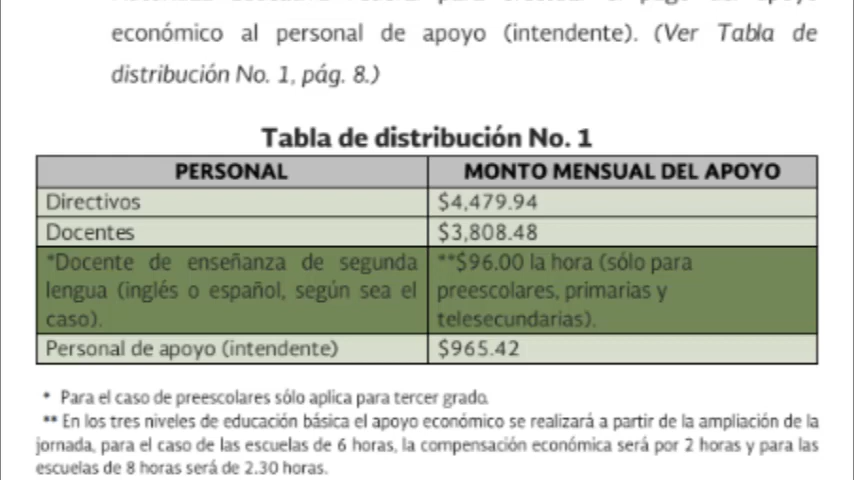 económico al personal de apoyo (intendente). (Ver Tabla de
distribución No. 1, pág. 8.)
Tabla de distribución No. 1
PERSONAL MONTO MENSUAL DEL APOYO
Directivos $4,479.94
Docentes $3,808.48
*Docente de enseñanza de segunda
lengua (inglés o español, según sea el
caso).
**$96.00 la hora (sólo para
preescolares, primarias y
telesecundarias).
Personal de apoyo (intendente) $965.42
* Para el caso de preescolares sólo aplica para tercer grado.
** En los tres niveles de educación básica el apoyo económico se realizará a partir de la ampliación de la
jornada, para el caso de las escuelas de 6 horas, la compensación económica será por 2 horas y para las
escuelas de 8 horas será de 2.30 horas.